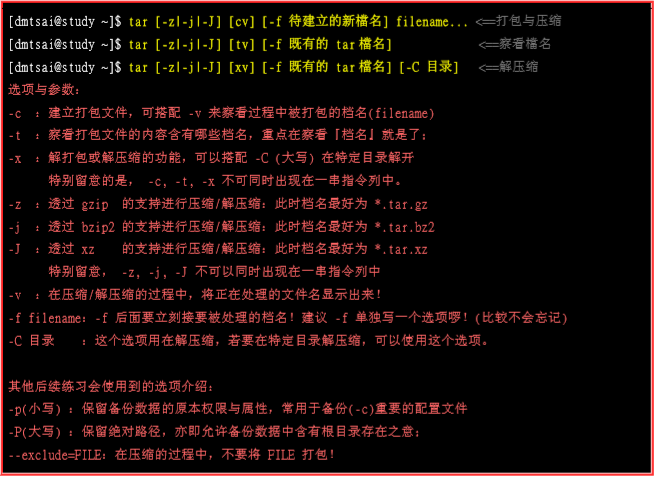 [dmtsai@study ~]$ tar [-z|-j|-J] [cv] [-f 待建立的新檔名] filename... <==打包与压缩
[dmtsai@study ~]$ tar [-z|-j|-J] [tv] [-f 既有的 tar檔名] <==察看檔名
[dmtsai@study ~]$ tar [-z|-j|-J] [xv] [-f 既有的 tar檔名] [-C 目录] <==解压缩
选项与参数：
-c ：建立打包文件，可搭配 -v 来察看过程中被打包的档名(filename)
-t ：察看打包文件的内容含有哪些档名，重点在察看『档名』就是了；
-x ：解打包或解压缩的功能，可以搭配 -C (大写) 在特定目录解开
特别留意的是， -c, -t, -x 不可同时出现在一串指令列中。
-z ：透过 gzip 的支持进行压缩/解压缩：此时档名最好为 *.tar.gz
-j ：透过 bzip2 的支持进行压缩/解压缩：此时档名最好为 *.tar.bz2
-J ：透过 xz 的支持进行压缩/解压缩：此时档名最好为 *.tar.xz
特别留意， -z, -j, -J 不可以同时出现在一串指令列中
-v ：在压缩/解压缩的过程中，将正在处理的文件名显示出来！
-f filename：-f 后面要立刻接要被处理的档名！建议 -f 单独写一个选项啰！(比较不会忘记)
-C 目录 ：这个选项用在解压缩，若要在特定目录解压缩，可以使用这个选项。
其他后续练习会使用到的选项介绍：
-p(小写) ：保留备份数据的原本权限与属性，常用于备份(-c)重要的配置文件
-P(大写) ：保留绝对路径，亦即允许备份数据中含有根目录存在之意；
--exclude=FILE：在压缩的过程中，不要将 FILE 打包！